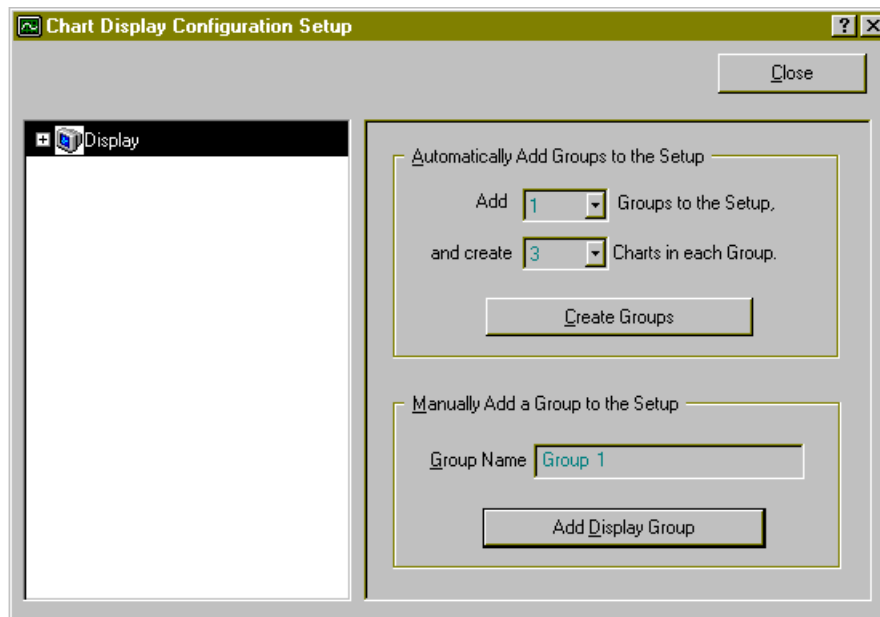 Chart Display Configuration Setup
Close
Display
Automatically Add Groups to the Setup
Add 1 Groups to the Setup,
and create 3 Charts in each Group.
Create Groups
Manually Add a Group to the Setup
Group Name Group 1
Add Display Group